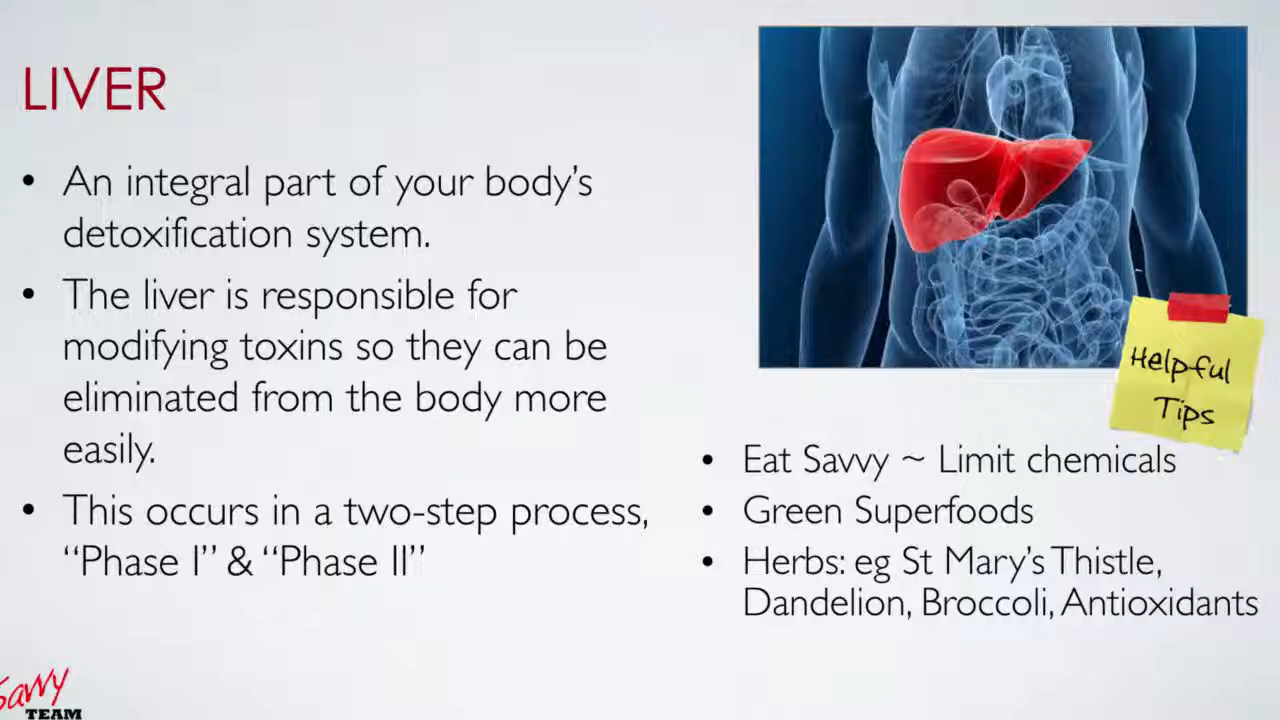 LIVER
• An integral part of your body’s
detoxification system.
• The liver is responsible for
modifying toxins so they can be
eliminated from the body more
easily.
• This occurs in a two-step process,
“Phase I” & “Phase II”
Helpful
Tips
• Eat Savvy ~ Limit chemicals
• Green Superfoods
• Herbs: eg St Mary’s Thistle,
Dandelion, Broccoli, Antioxidants
Savvy
TEAM